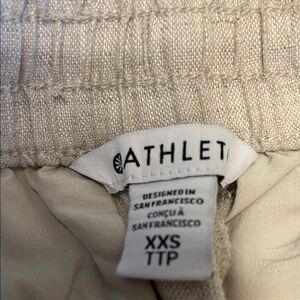 ATHLET
DESIGNED IN
SAN FRANCISCO
CONÇU À
SAN FRANCISCO
XXS
TTP